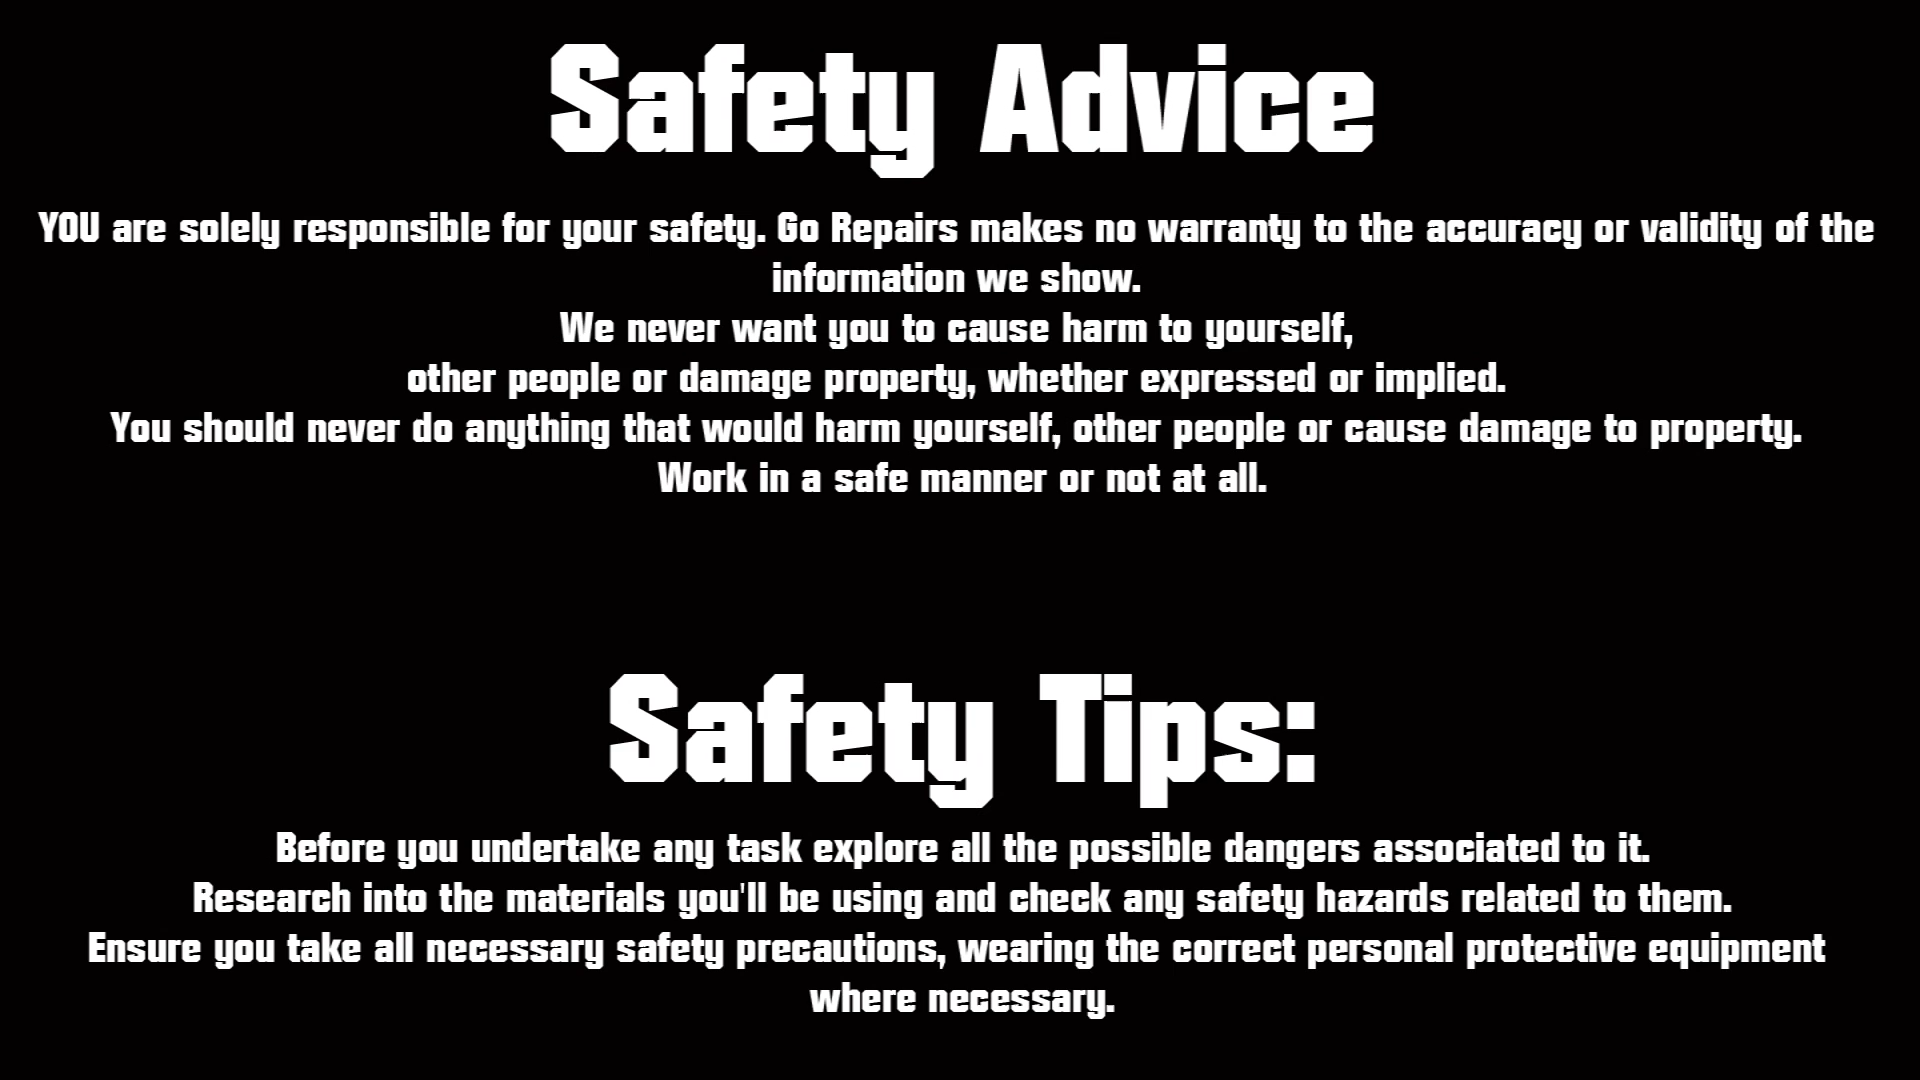 Safety Advice
YOU are solely responsible for your safety. Go Repairs makes no warranty to the accuracy or validity of the
information we show.
We never want you to cause harm to yourself,
other people or damage property, whether expressed or implied.
You should never do anything that would harm yourself, other people or cause damage to property.
Work in a safe manner or not at all.
Safety Tips:
Before you undertake any task explore all the possible dangers associated to it.
Research into the materials you'll be using and check any safety hazards related to them.
Ensure you take all necessary safety precautions, wearing the correct personal protective equipment
where necessary.